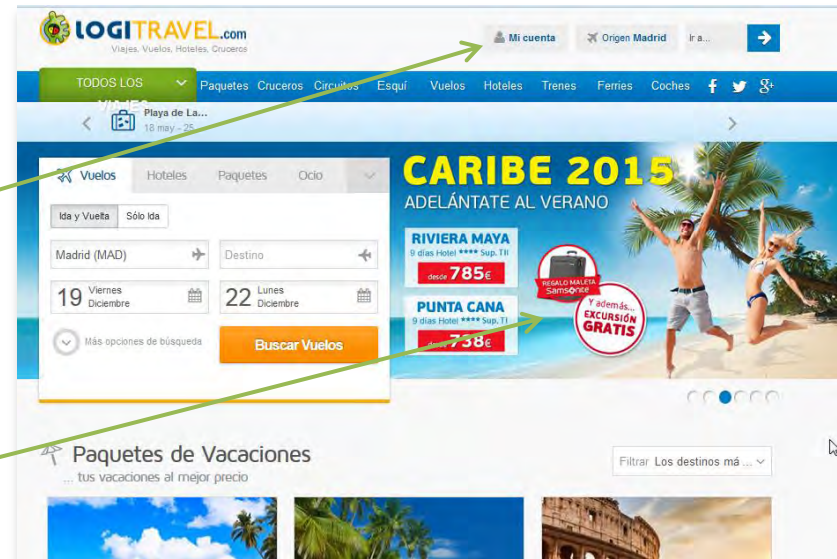 LOGITRAVEL.com
Viajes, Vuelos, Hoteles, Cruceros
Mi cuenta
Origen Madrid
Ir a...
TODOS LOS VIAJES
Paquetes Cruceros Circuitos Esquí Vuelos Hoteles Trenes Ferries Coches
Playa de La...
18 may - 25
Vuelos Hoteles Paquetes Ocio
Ida y Vuelta Sólo Ida
Madrid (MAD) Destino
19 Viernes Diciembre
22 Lunes Diciembre
Más opciones de búsqueda
Buscar Vuelos
CARIBE 2015
ADELÁNTATE AL VERANO
RIVIERA MAYA
9 días Hotel **** Sup. TI
desde 785€
PUNTA CANA
9 días Hotel **** Sup. TI
desde 738€
REGALO MALETA
Samsonite
Y además...
EXCURSIÓN
GRATIS
Paquetes de Vacaciones
... tus vacaciones al mejor precio
Filtrar Los destinos má ...